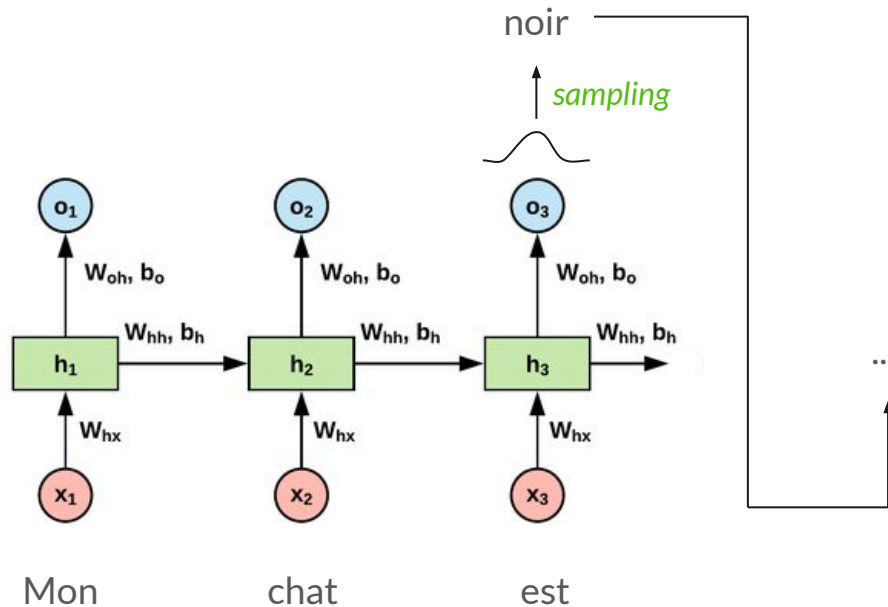 noir
sampling
o₁ o₂ o₃
Wₒₕ, bₒ Wₒₕ, bₒ Wₒₕ, bₒ
Wₕₕ, bₕ Wₕₕ, bₕ Wₕₕ, bₕ
h₁ h₂ h₃ ...
Wₕₓ Wₕₓ Wₕₓ
x₁ x₂ x₃
Mon chat est